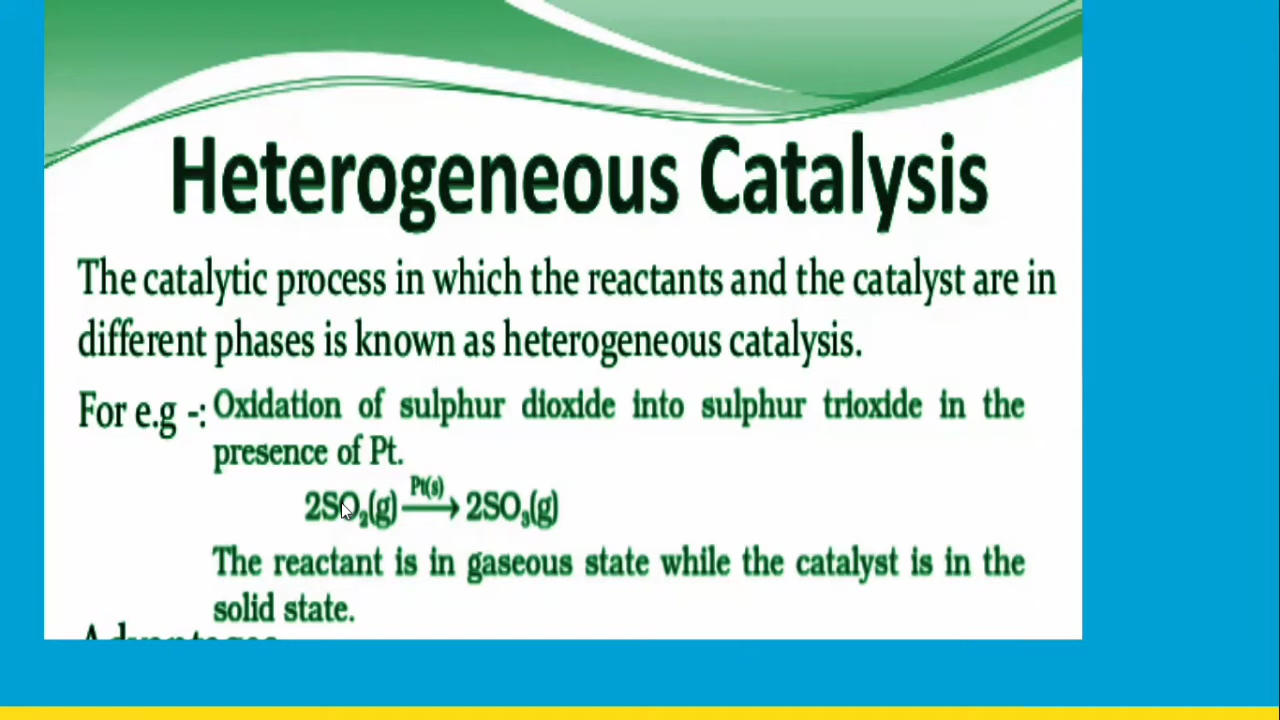 Heterogeneous Catalysis
The catalytic process in which the reactants and the catalyst are in
different phases is known as heterogeneous catalysis.
For e.g -: Oxidation of sulphur dioxide into sulphur trioxide in the
presence of Pt.
Pt(s)
2SO₂(g) ⟶ 2SO₃(g)
The reactant is in gaseous state while the catalyst is in the
solid state.